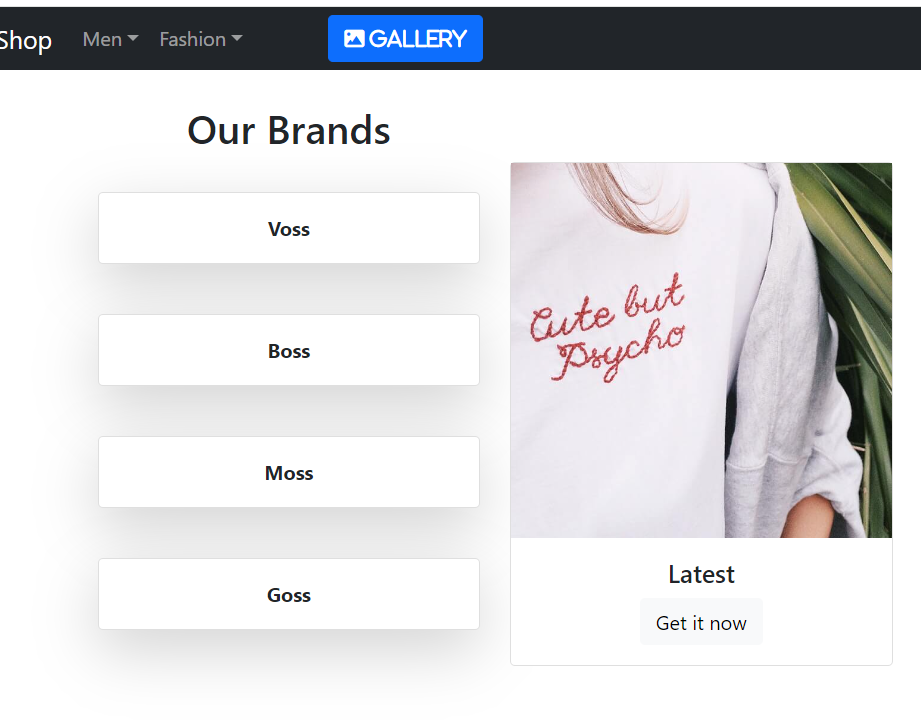 Shop Men Fashion GALLERY
Our Brands
Voss
Boss
Moss
Goss
Cute but
Psycho
Latest
Get it now